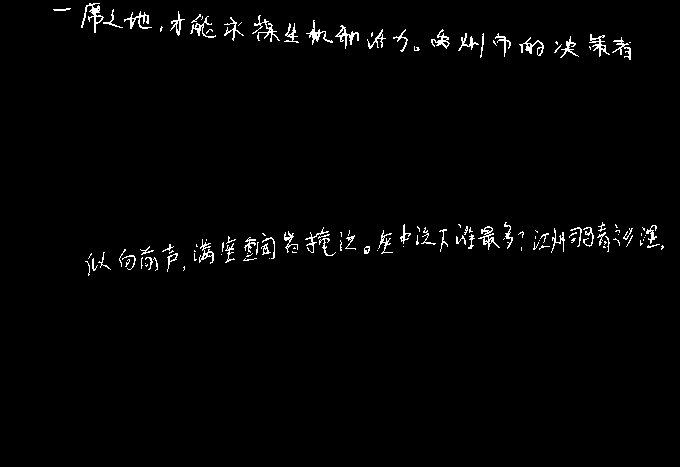 一席之地,才能永葆生机和活力。禹州市的决策者
似向前声,满座重闻皆掩泣。座中泣下谁最多?江州司马青衫湿,